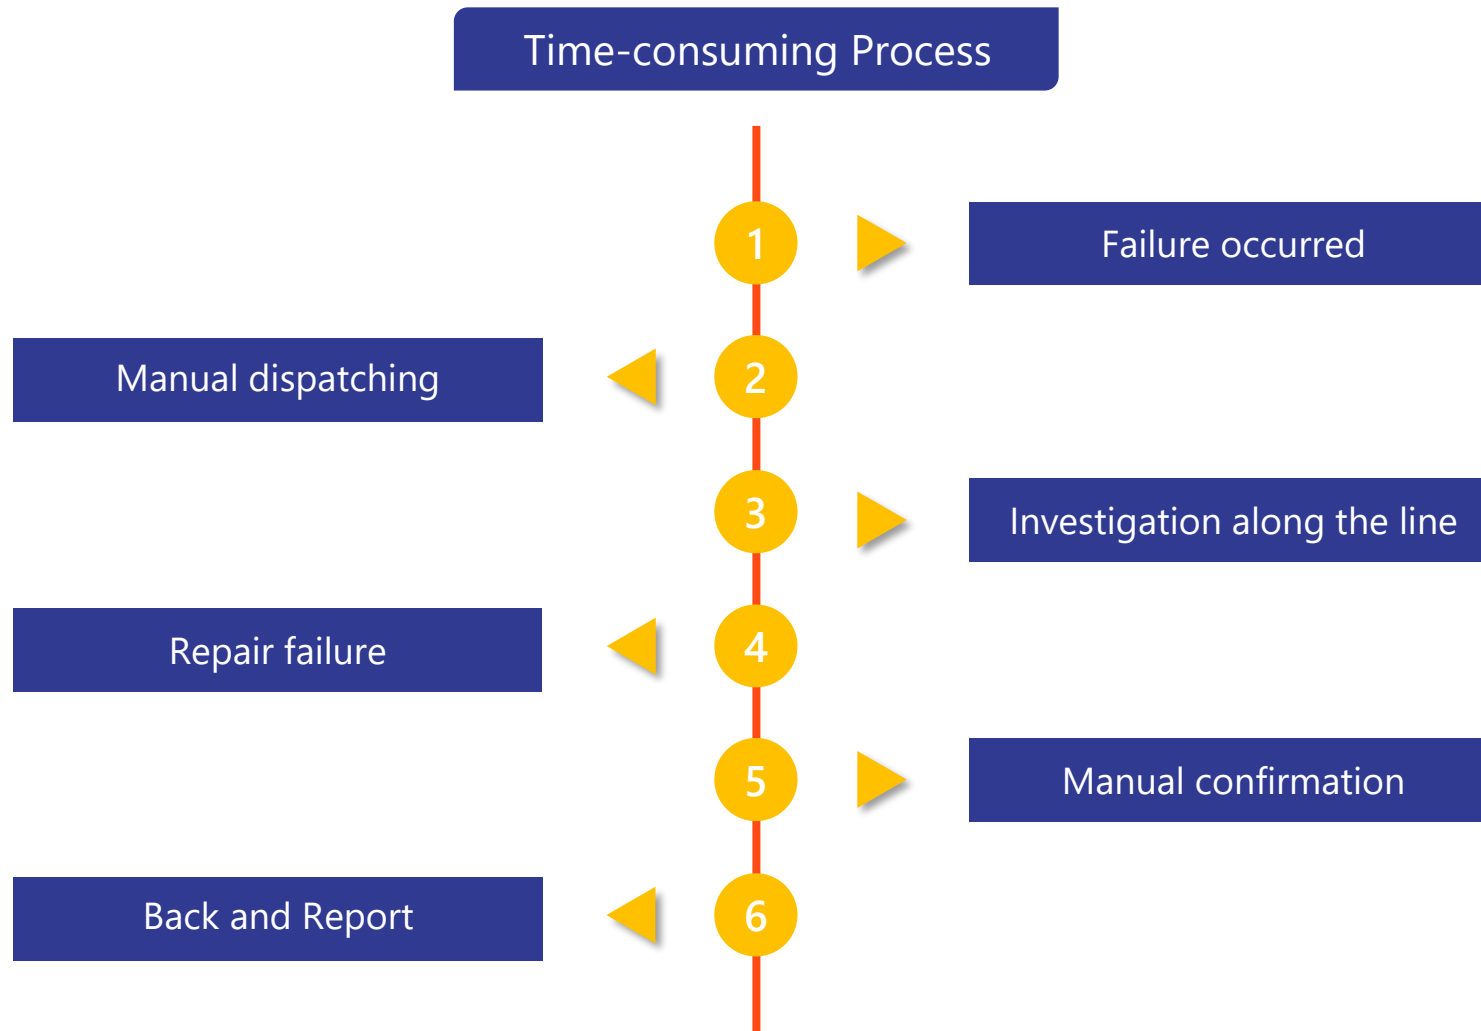 Time-consuming Process
1
Failure occurred
Manual dispatching
2
3
Investigation along the line
Repair failure
4
5
Manual confirmation
Back and Report
6